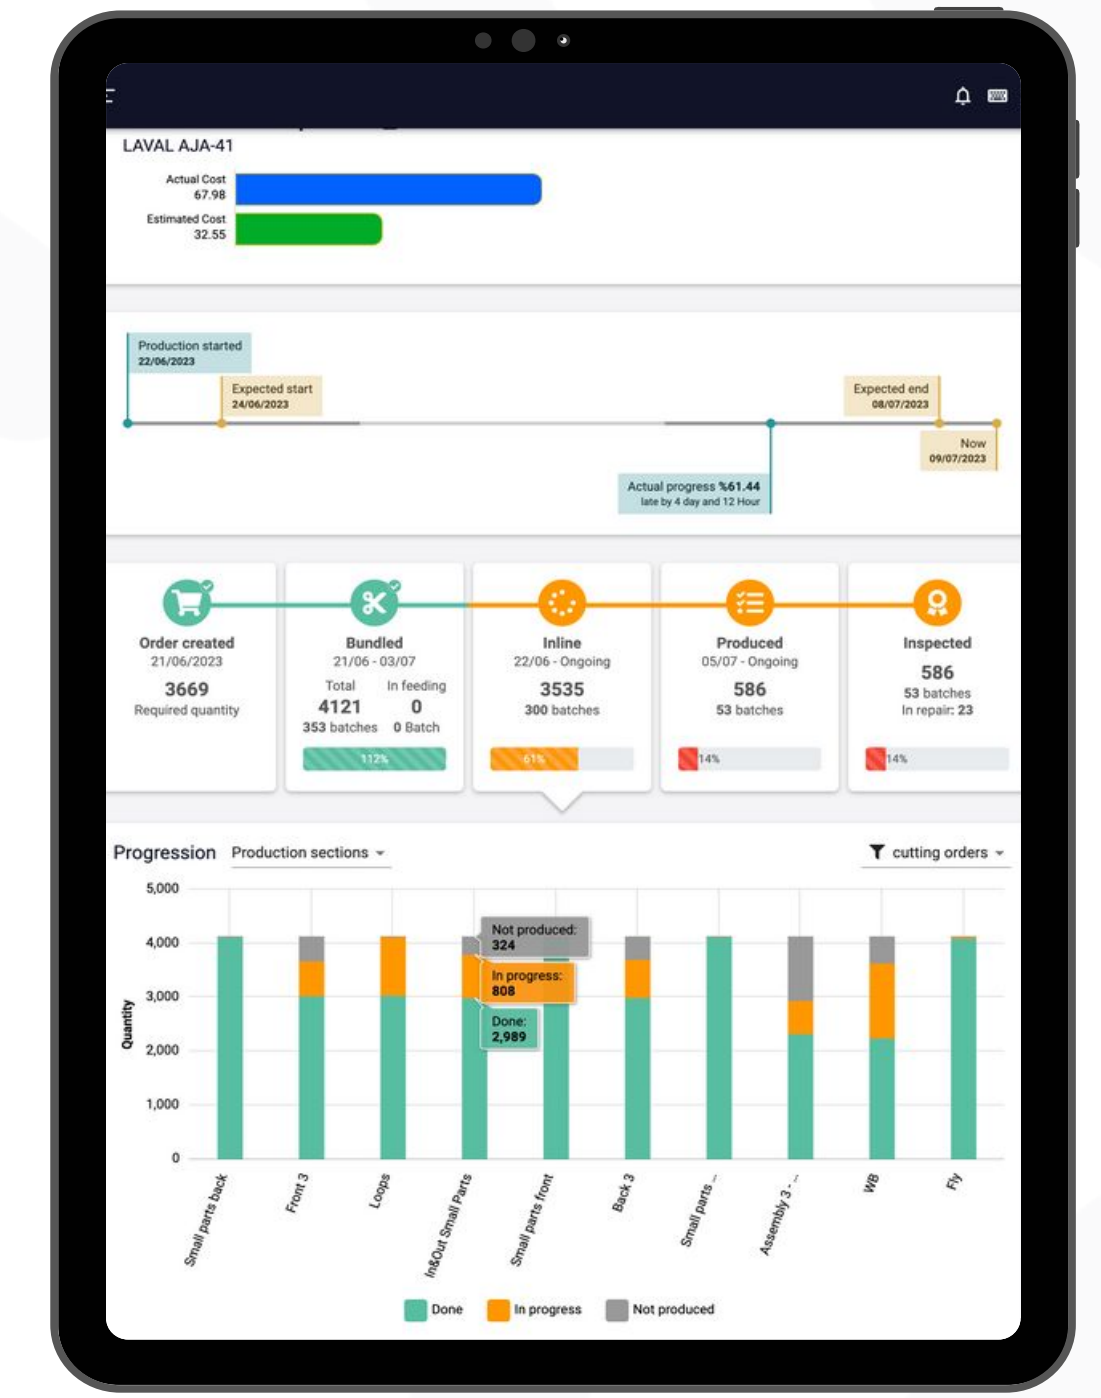 LAVAL AJA-41
Actual Cost
67.98
Estimated Cost
32.55
Production started
22/06/2023
Expected start
24/06/2023
Expected end
08/07/2023
Now
09/07/2023
Actual progress %61.44
late by 4 day and 12 Hour
Order created
21/06/2023
3669
Required quantity
Bundled
21/06 - 03/07
Total In feeding
4121 0
353 batches 0 Batch
112%
Inline
22/06 - Ongoing
3535
300 batches
61%
Produced
05/07 - Ongoing
586
53 batches
14%
Inspected
586
53 batches
In repair: 23
14%
Progression Production sections
cutting orders
5,000
4,000
3,000
2,000
1,000
0
Quantity
Not produced:
324
In progress:
808
Done:
2,989
Small parts back
Front 3
Loops
In&Out Small Parts
Small parts front
Back 3
Small parts ...
Assembly 3 - ...
WB
Fly
Done
In progress
Not produced